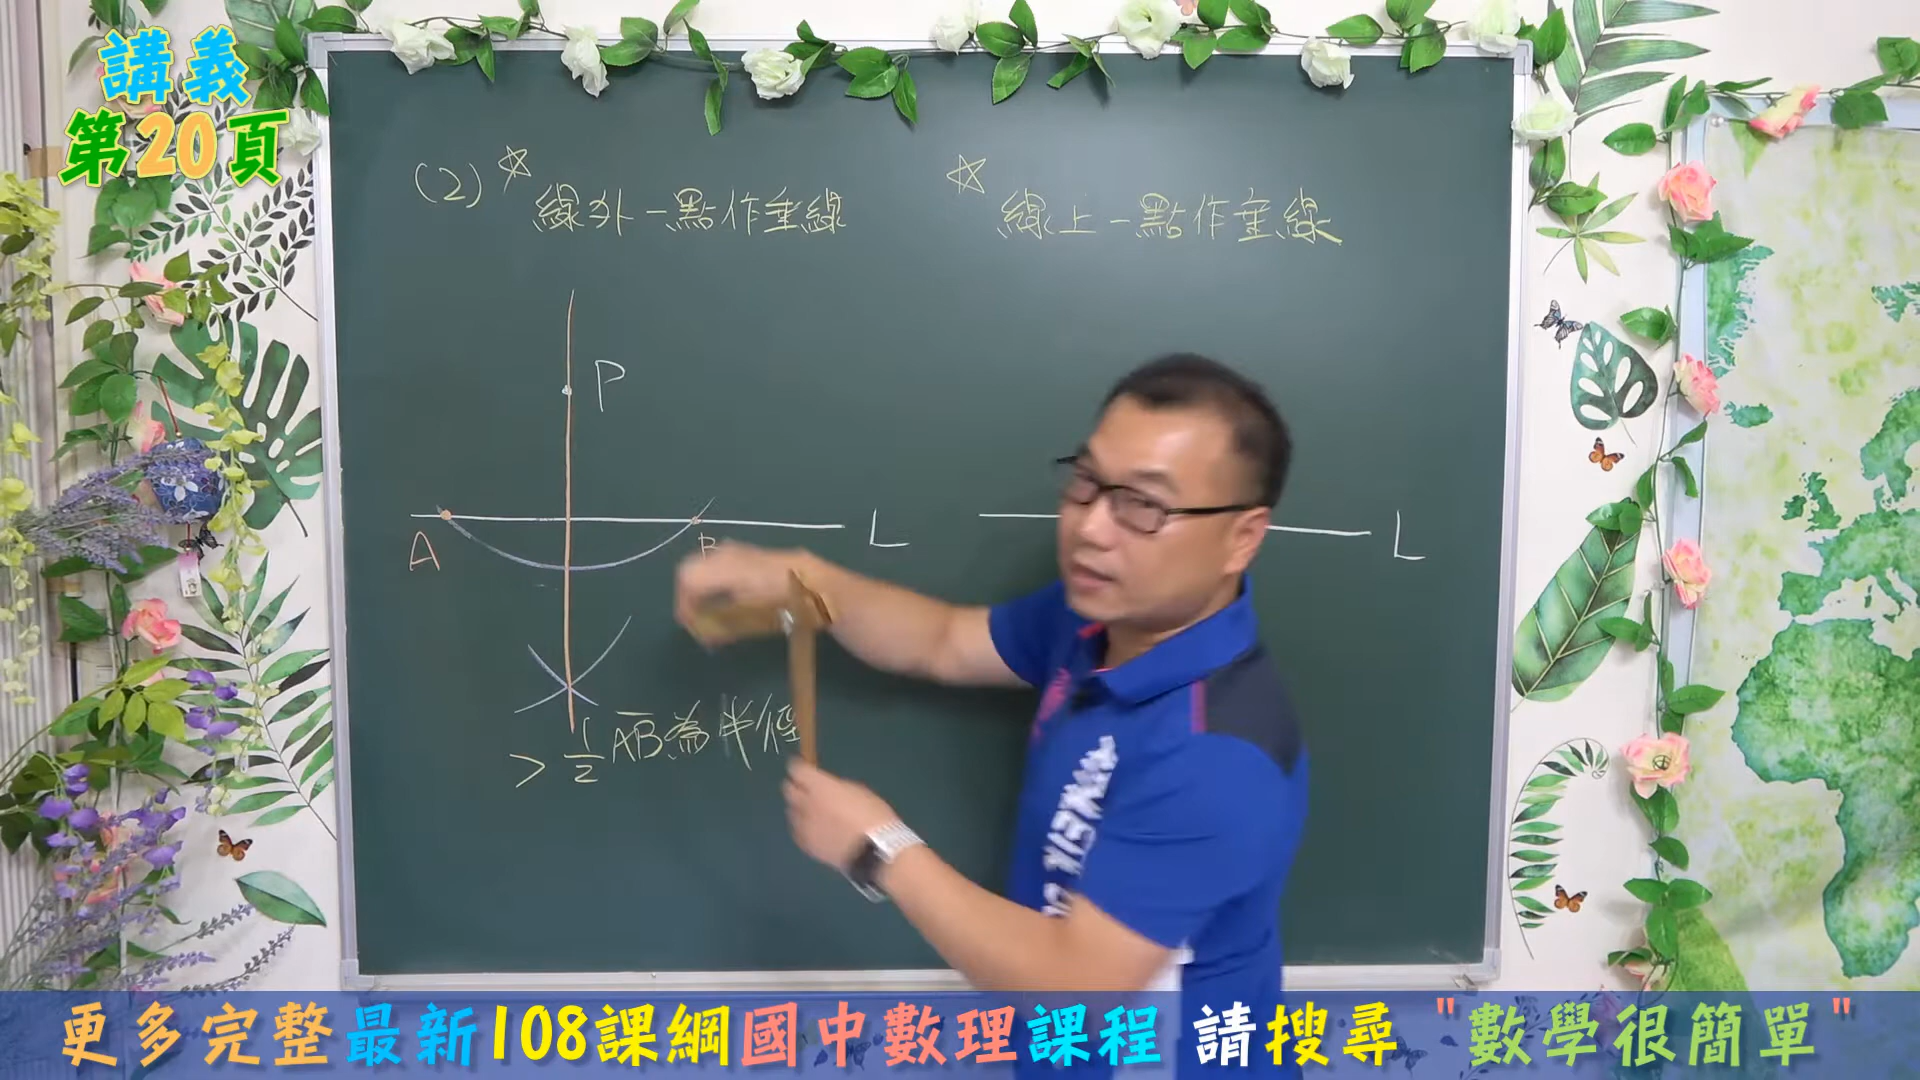 講義
第20頁
(2) ☆ 線外一點作垂線
☆ 線上一點作垂線
P
A
B
L
L
> 1/2 AB為半徑
更多完整最新108課綱國中數理課程 請搜尋 "數學很簡單"